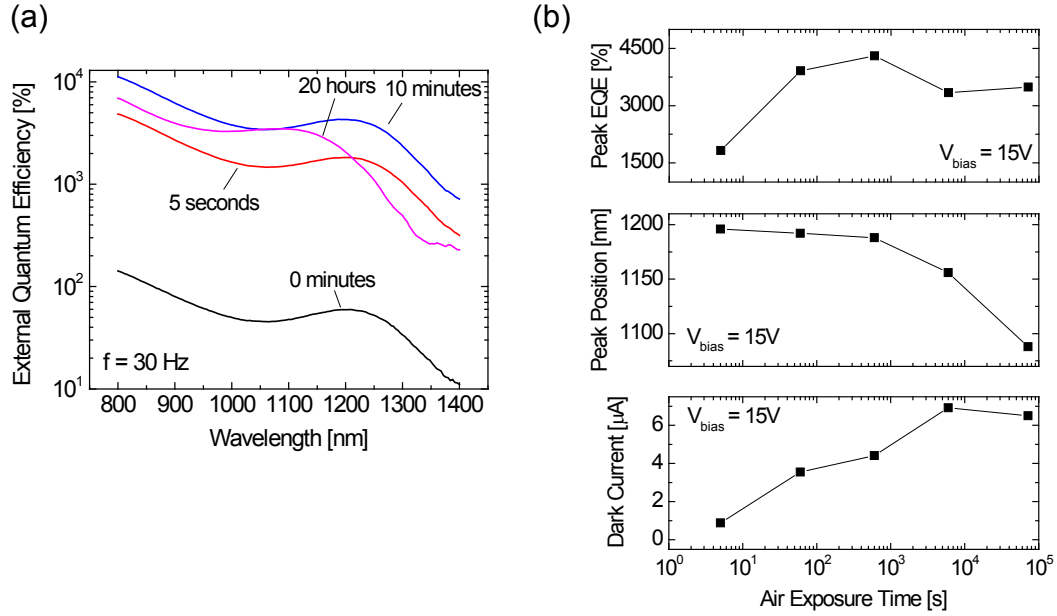 (a)
External Quantum Efficiency [%]
10^4
10^3
10^2
10^1
20 hours
10 minutes
5 seconds
0 minutes
f = 30 Hz
800 900 1000 1100 1200 1300 1400
Wavelength [nm]
(b)
Peak EQE [%]
4500
3000
1500
V_bias = 15V
Peak Position [nm]
1200
1150
1100
V_bias = 15V
Dark Current [µA]
V_bias = 15V
6
4
2
0
10^0 10^1 10^2 10^3 10^4 10^5
Air Exposure Time [s]